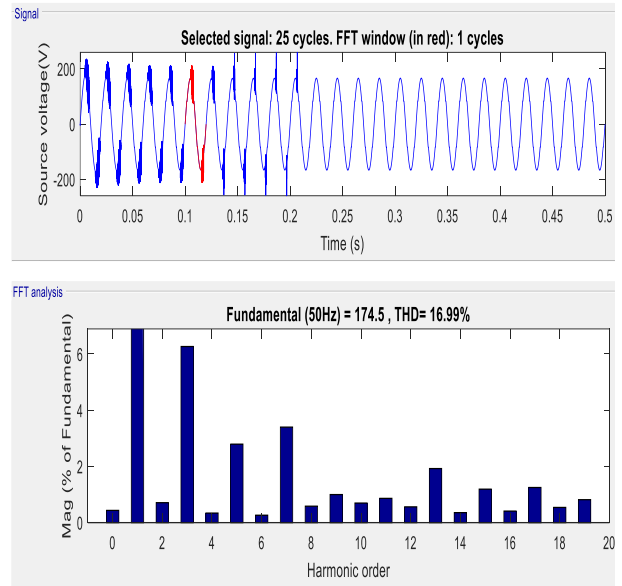 Signal
Selected signal: 25 cycles. FFT window (in red): 1 cycles
Source voltage(V)
200
0
-200
0 0.05 0.1 0.15 0.2 0.25 0.3 0.35 0.4 0.45 0.5
Time (s)
FFT analysis
Fundamental (50Hz) = 174.5 , THD= 16.99%
Mag (% of Fundamental)
6
4
2
0
0 2 4 6 8 10 12 14 16 18 20
Harmonic order